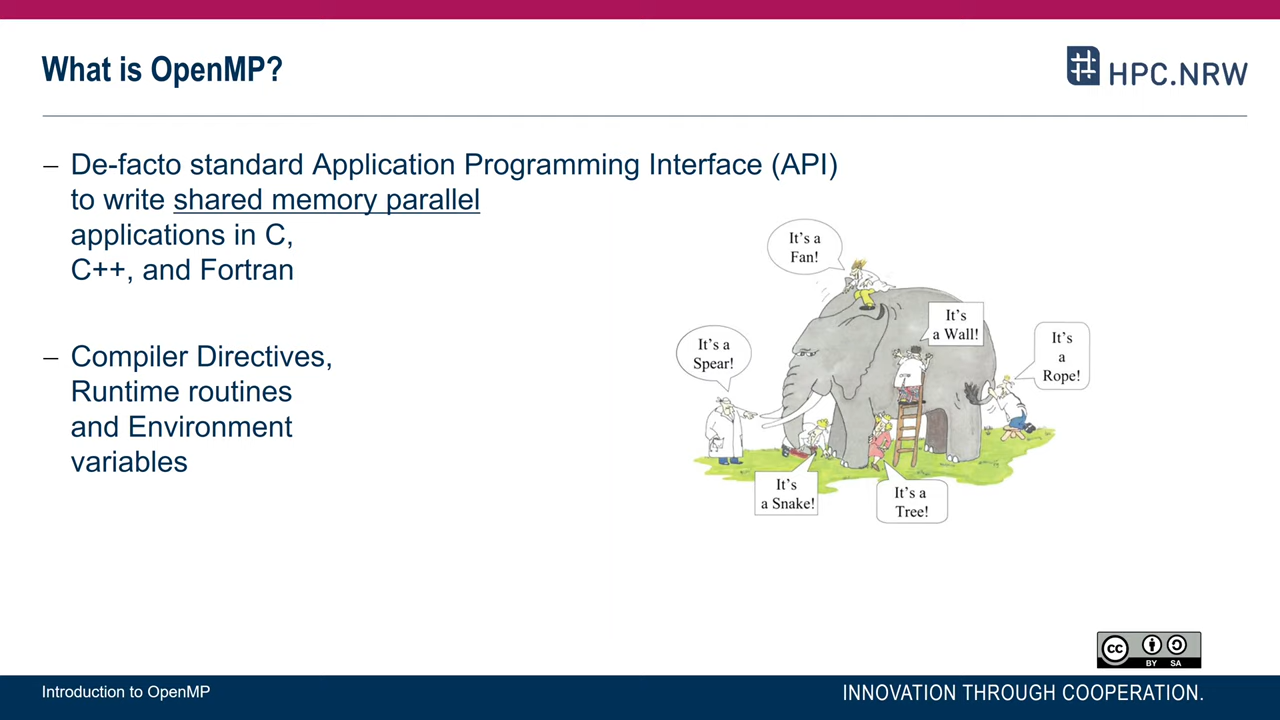 What is OpenMP?
HPC.NRW
– De-facto standard Application Programming Interface (API)
to write shared memory parallel
applications in C,
C++, and Fortran
– Compiler Directives,
Runtime routines
and Environment
variables
It's a
Fan!
It's
a Wall!
It's a
Spear!
It's
a
Rope!
It's
a Snake!
It's a
Tree!
cc
BY SA
Introduction to OpenMP
INNOVATION THROUGH COOPERATION.